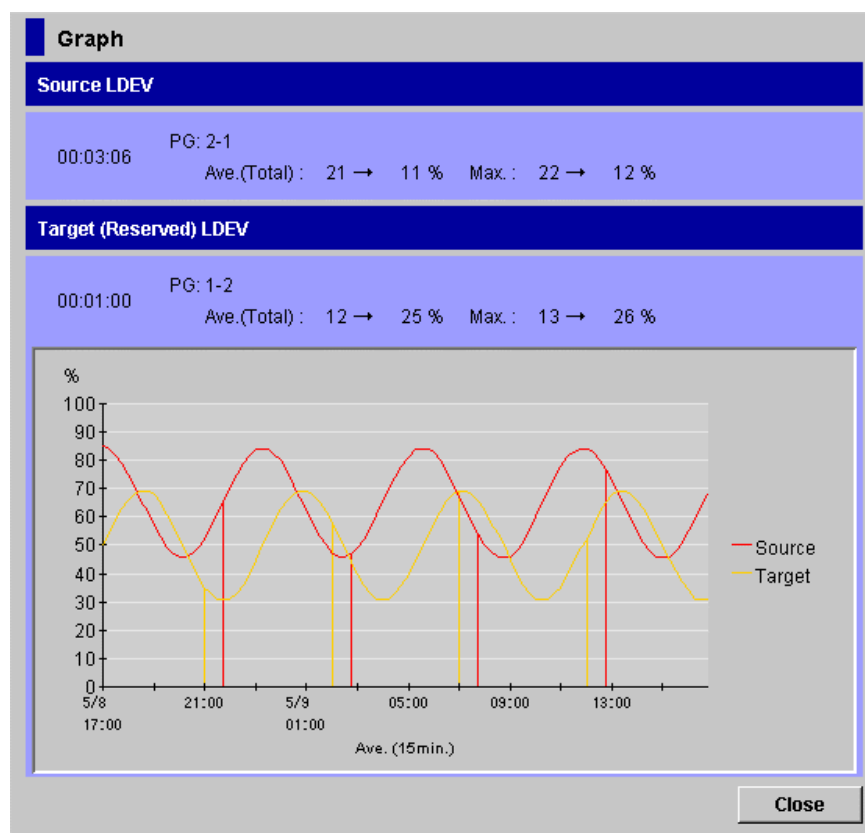 Graph
Source LDEV
00:03:06
PG: 2-1
Ave.(Total) : 21 → 11 % Max. : 22 → 12 %
Target (Reserved) LDEV
00:01:00
PG: 1-2
Ave.(Total) : 12 → 25 % Max. : 13 → 26 %
%
100
90
80
70
60
50
40
30
20
10
0
Source
Target
5/8 21:00 5/9 05:00 09:00 13:00
17:00 01:00
Ave. (15min.)
Close